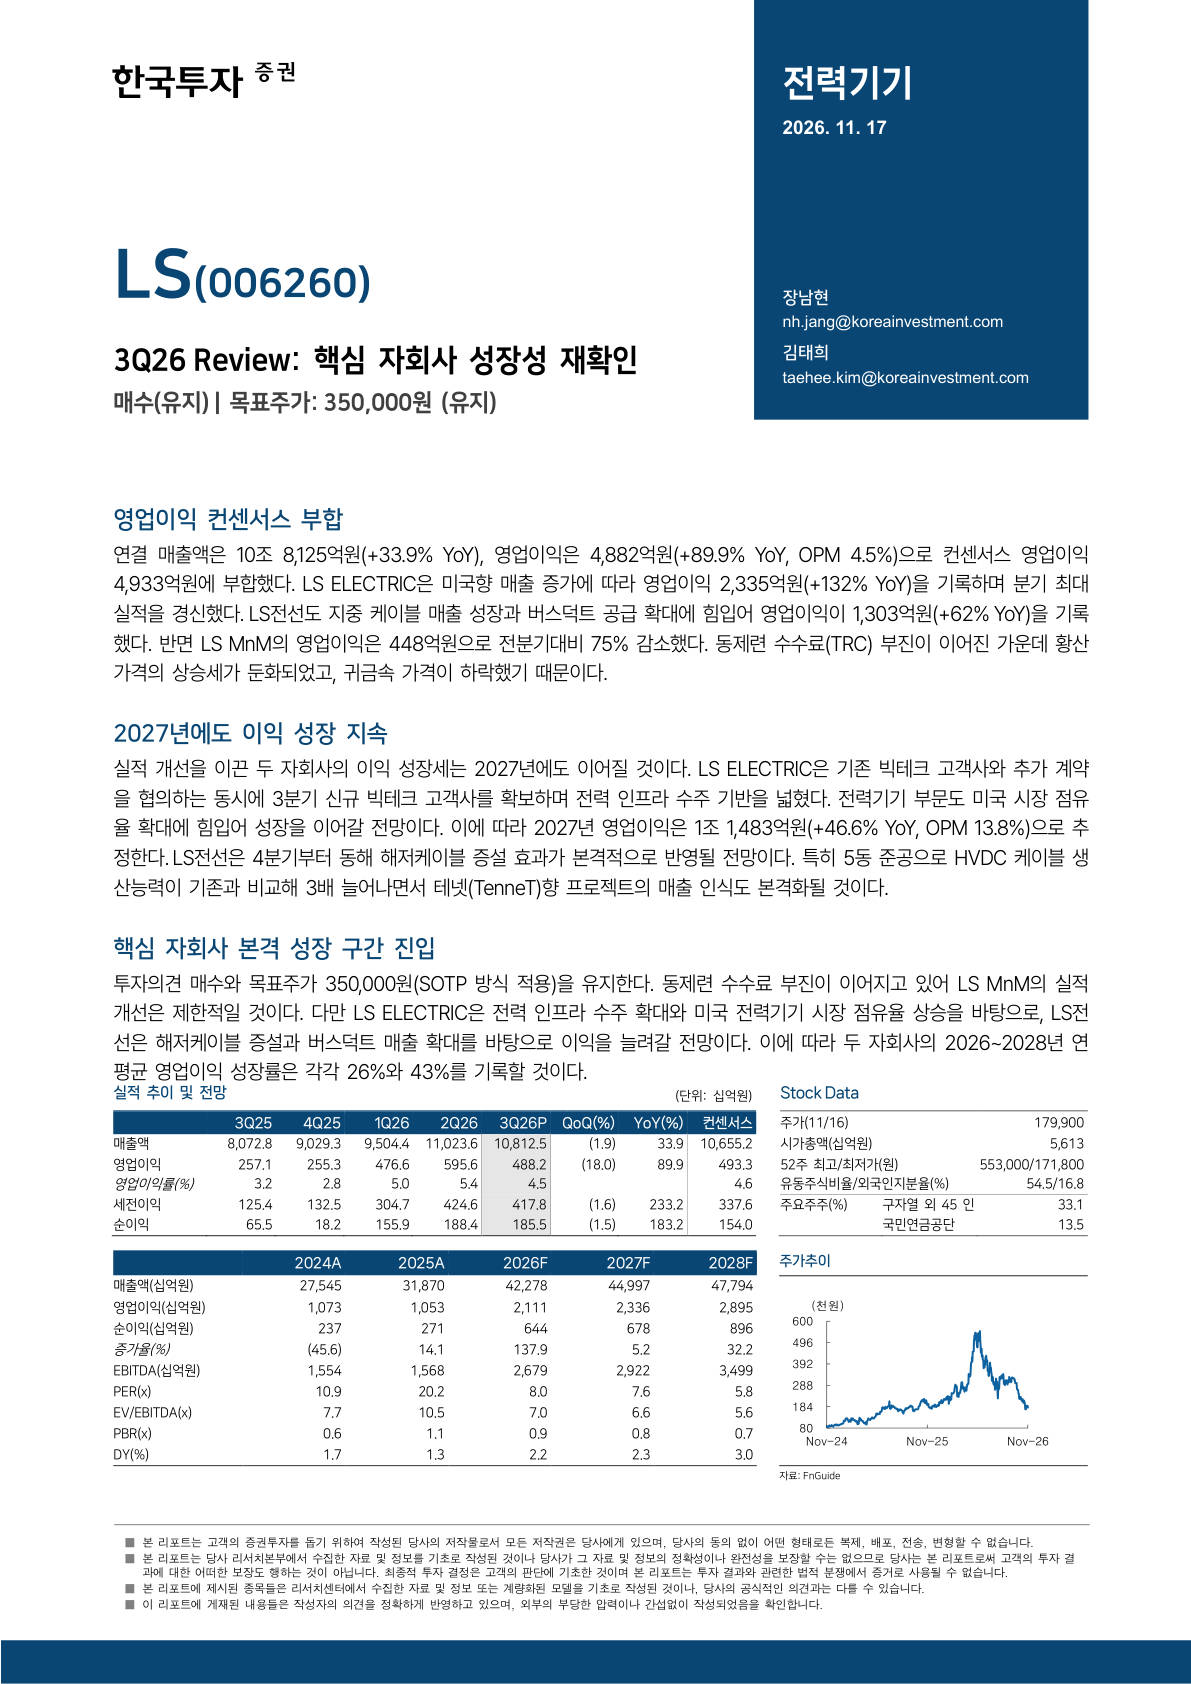 한국투자 증권
전력기기
2026. 11. 17
LS(006260)
장남현
nh.jang@koreainvestment.com
김태희
taehee.kim@koreainvestment.com
3Q26 Review: 핵심 자회사 성장성 재확인
매수(유지) | 목표주가: 350,000원 (유지)
영업이익 컨센서스 부합
연결 매출액은 10조 8,125억원(+33.9% YoY), 영업이익은 4,882억원(+89.9% YoY, OPM 4.5%)으로 컨센서스 영업이익
4,933억원에 부합했다. LS ELECTRIC은 미국향 매출 증가에 따라 영업이익 2,335억원(+132% YoY)을 기록하며 분기 최대
실적을 경신했다. LS전선도 지중 케이블 매출 성장과 버스덕트 공급 확대에 힘입어 영업이익이 1,303억원(+62% YoY)을 기록
했다. 반면 LS MnM의 영업이익은 448억원으로 전분기대비 75% 감소했다. 동제련 수수료(TRC) 부진이 이어진 가운데 황산
가격의 상승세가 둔화되었고, 귀금속 가격이 하락했기 때문이다.
2027년에도 이익 성장 지속
실적 개선을 이끈 두 자회사의 이익 성장세는 2027년에도 이어질 것이다. LS ELECTRIC은 기존 빅테크 고객사와 추가 계약
을 협의하는 동시에 3분기 신규 빅테크 고객사를 확보하며 전력 인프라 수주 기반을 넓혔다. 전력기기 부문도 미국 시장 점유
율 확대에 힘입어 성장을 이어갈 전망이다. 이에 따라 2027년 영업이익은 1조 1,483억원(+46.6% YoY, OPM 13.8%)으로 추
정한다. LS전선은 4분기부터 동해 해저케이블 증설 효과가 본격적으로 반영될 전망이다. 특히 5동 준공으로 HVDC 케이블 생
산능력이 기존과 비교해 3배 늘어나면서 테넷(TenneT)향 프로젝트의 매출 인식도 본격화될 것이다.
핵심 자회사 본격 성장 구간 진입
투자의견 매수와 목표주가 350,000원(SOTP 방식 적용)을 유지한다. 동제련 수수료 부진이 이어지고 있어 LS MnM의 실적
개선은 제한적일 것이다. 다만 LS ELECTRIC은 전력 인프라 수주 확대와 미국 전력기기 시장 점유율 상승을 바탕으로, LS전
선은 해저케이블 증설과 버스덕트 매출 확대를 바탕으로 이익을 늘려갈 전망이다. 이에 따라 두 자회사의 2026~2028년 연
평균 영업이익 성장률은 각각 26%와 43%를 기록할 것이다.
실적 추이 및 전망 (단위: 십억원)
3Q25 4Q25 1Q26 2Q26 3Q26P QoQ(%) YoY(%) 컨센서스
매출액 8,072.8 9,029.3 9,504.4 11,023.6 10,812.5 (1.9) 33.9 10,655.2
영업이익 257.1 255.3 476.6 595.6 488.2 (18.0) 89.9 493.3
영업이익률(%) 3.2 2.8 5.0 5.4 4.5 4.6
세전이익 125.4 132.5 304.7 424.6 417.8 (1.6) 233.2 337.6
순이익 65.5 18.2 155.9 188.4 185.5 (1.5) 183.2 154.0
2024A 2025A 2026F 2027F 2028F
매출액(십억원) 27,545 31,870 42,278 44,997 47,794
영업이익(십억원) 1,073 1,053 2,111 2,336 2,895
순이익(십억원) 237 271 644 678 896
증가율(%) (45.6) 14.1 137.9 5.2 32.2
EBITDA(십억원) 1,554 1,568 2,679 2,922 3,499
PER(x) 10.9 20.2 8.0 7.6 5.8
EV/EBITDA(x) 7.7 10.5 7.0 6.6 5.6
PBR(x) 0.6 1.1 0.9 0.8 0.7
DY(%) 1.7 1.3 2.2 2.3 3.0
Stock Data
주가(11/16) 179,900
시가총액(십억원) 5,613
52주 최고/최저가(원) 553,000/171,800
유동주식비율/외국인지분율(%) 54.5/16.8
주요주주(%) 구자열 외 45 인 33.1
국민연금공단 13.5
주가추이
(천원)
600
496
392
288
184
80
Nov-24 Nov-25 Nov-26
자료: FnGuide
■ 본 리포트는 고객의 증권투자를 돕기 위하여 작성된 당사의 저작물로서 모든 저작권은 당사에게 있으며, 당사의 동의 없이 어떤 형태로든 복제, 배포, 전송, 변형할 수 없습니다.
■ 본 리포트는 당사 리서치본부에서 수집한 자료 및 정보를 기초로 작성된 것이나 당사가 그 자료 및 정보의 정확성이나 완전성을 보장할 수는 없으므로 당사는 본 리포트로써 고객의 투자 결
과에 대한 어떠한 보장도 행하는 것이 아닙니다. 최종적 투자 결정은 고객의 판단에 기초한 것이며 본 리포트는 투자 결과와 관련한 법적 분쟁에서 증거로 사용될 수 없습니다.
■ 본 리포트에 제시된 종목들은 리서치센터에서 수집한 자료 및 정보 또는 계량화된 모델을 기초로 작성된 것이나, 당사의 공식적인 의견과는 다를 수 있습니다.
■ 이 리포트에 게재된 내용들은 작성자의 의견을 정확하게 반영하고 있으며, 외부의 부당한 압력이나 간섭없이 작성되었음을 확인합니다.